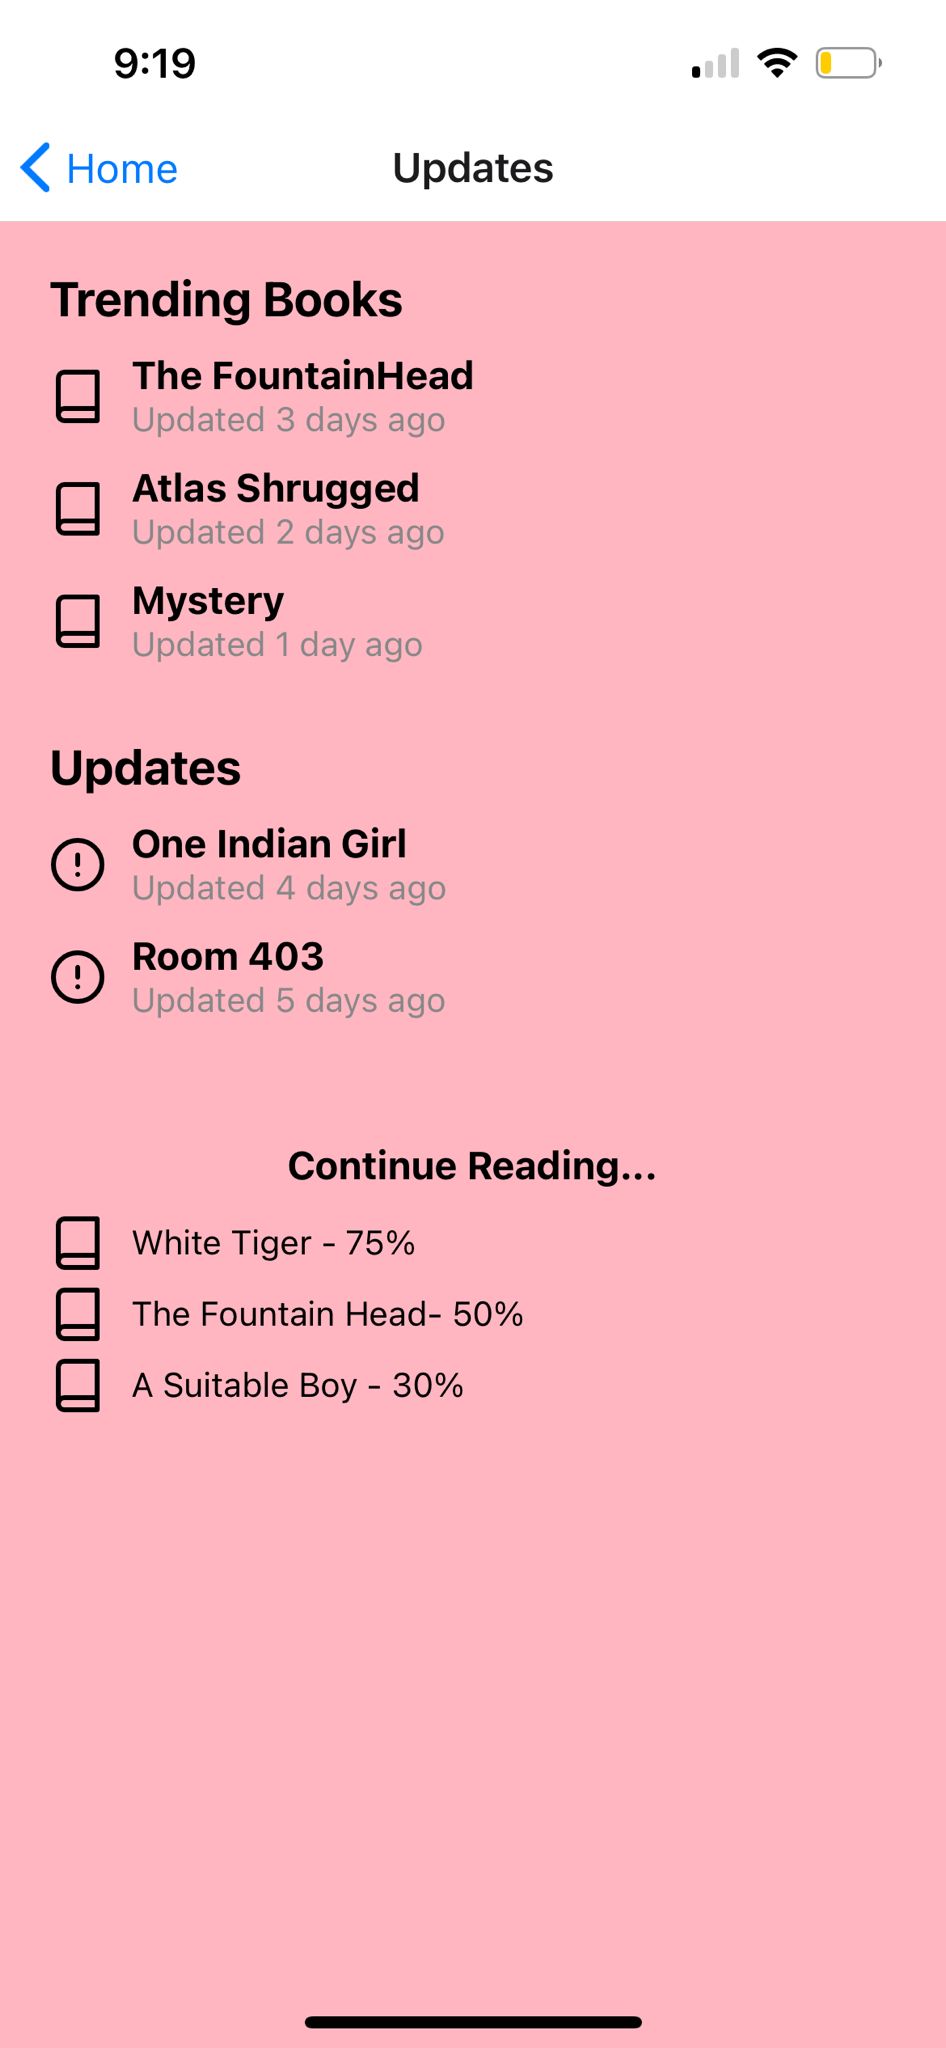 9:19
Home
Updates
Trending Books
The FountainHead
Updated 3 days ago
Atlas Shrugged
Updated 2 days ago
Mystery
Updated 1 day ago
Updates
One Indian Girl
Updated 4 days ago
Room 403
Updated 5 days ago
Continue Reading...
White Tiger - 75%
The Fountain Head- 50%
A Suitable Boy - 30%